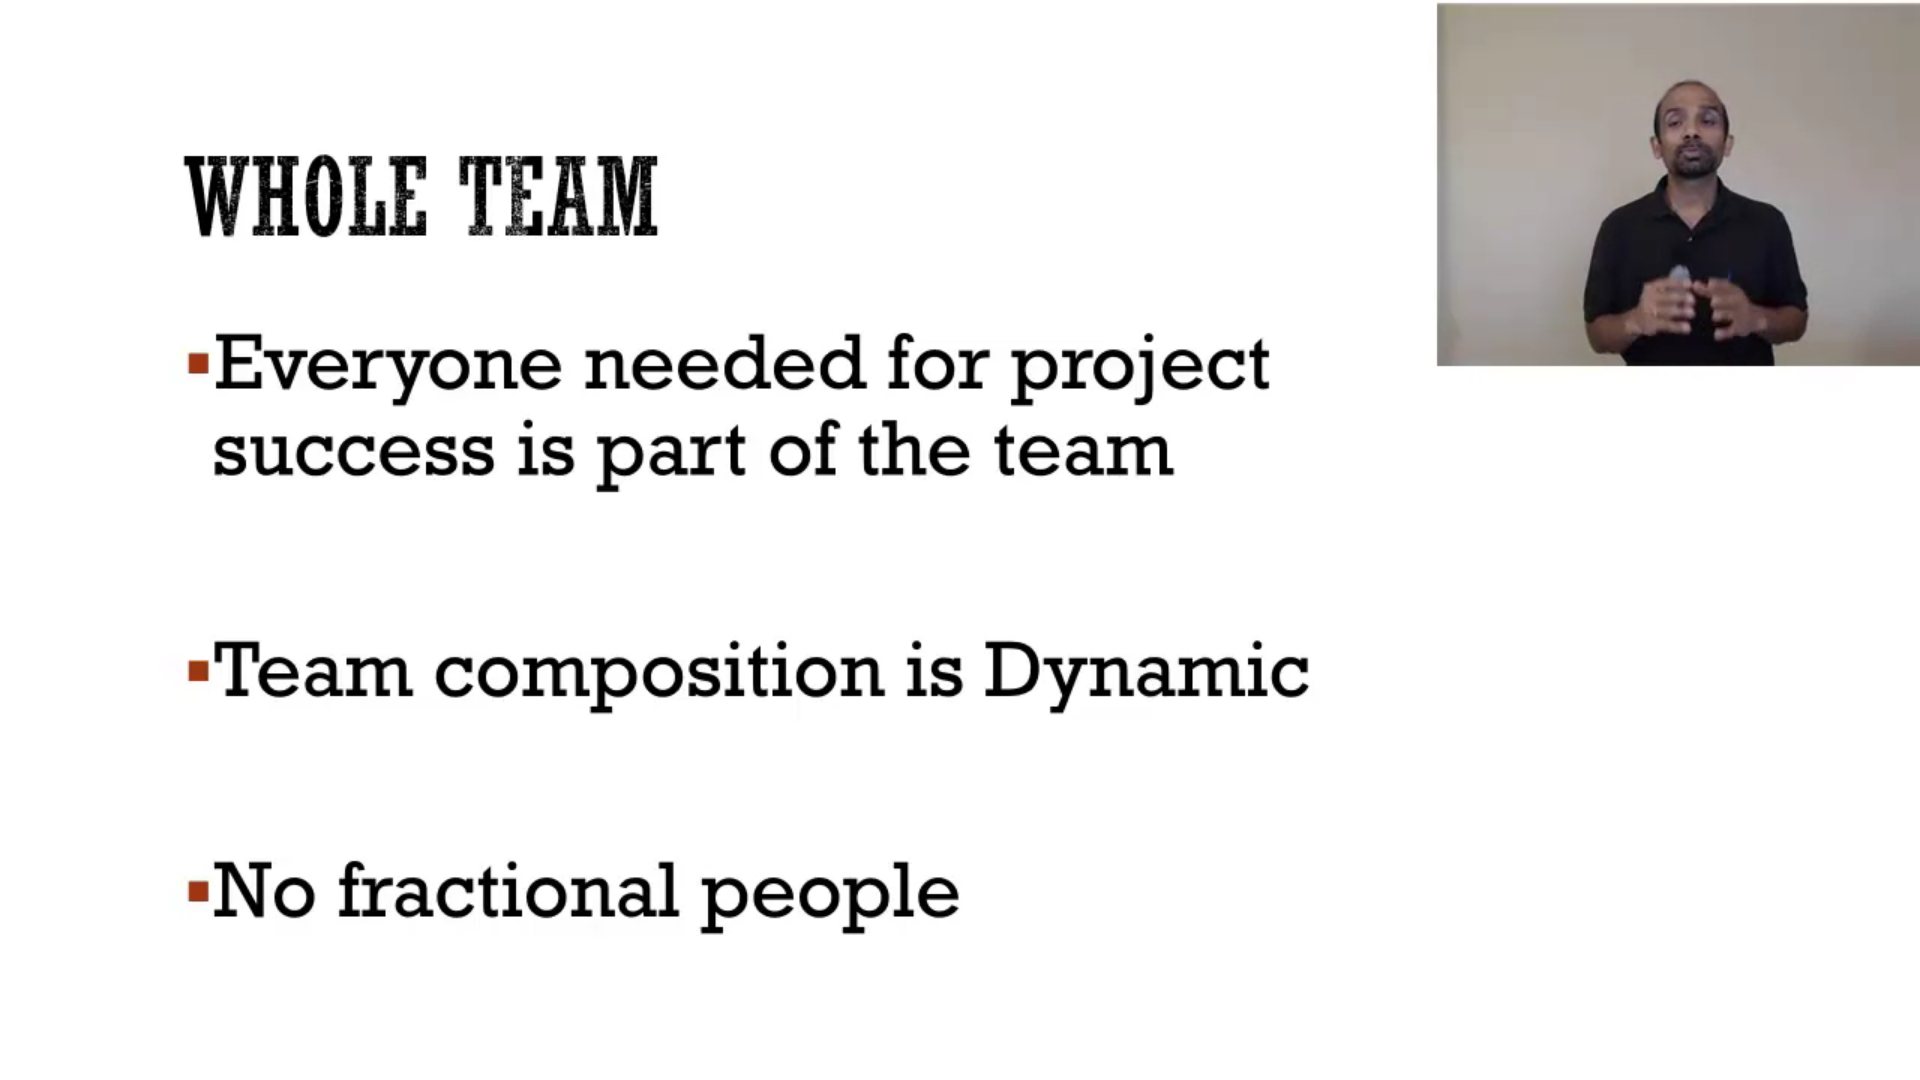 WHOLE TEAM
▪Everyone needed for project
success is part of the team
▪Team composition is Dynamic
▪No fractional people